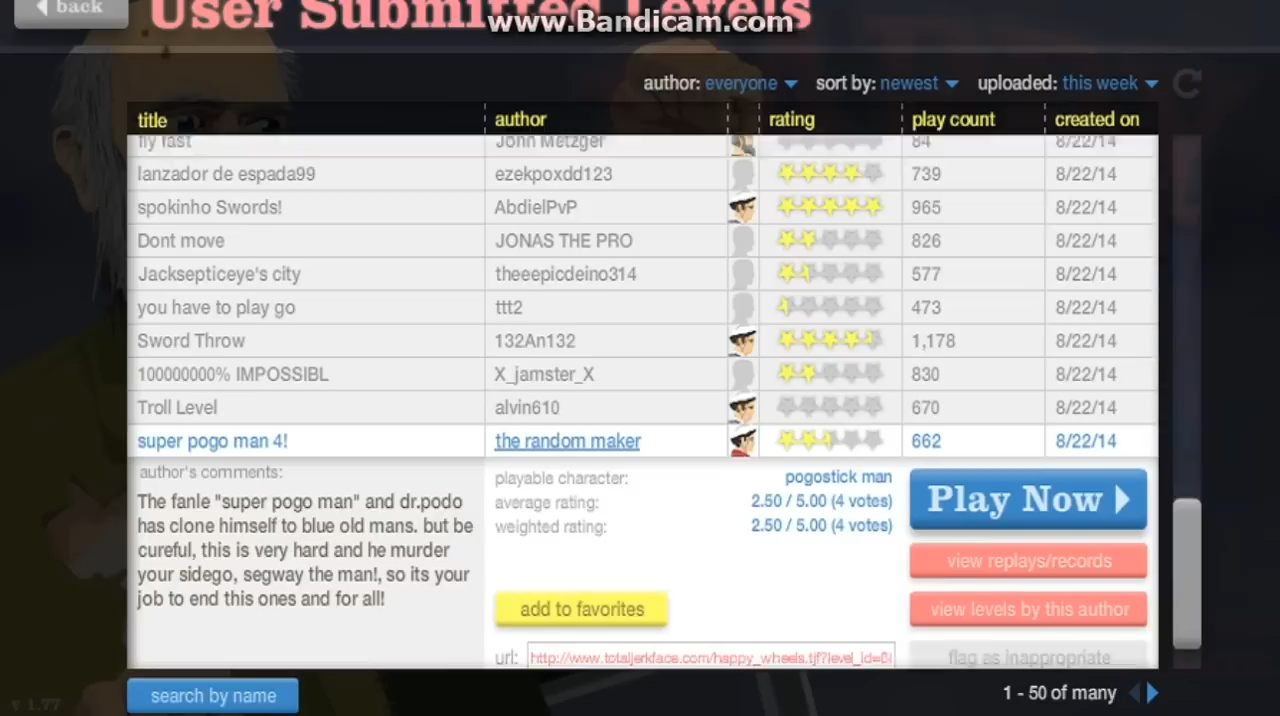 back
User Submitted Levels
www.Bandicam.com
author: everyone sort by: newest uploaded: this week
title author rating play count created on
fly fast John Metzger 84 8/22/14
lanzador de espada99 ezekpoxdd123 739 8/22/14
spokinho Swords! AbdielPvP 965 8/22/14
Dont move JONAS THE PRO 826 8/22/14
Jacksepticeye's city theeepicdeino314 577 8/22/14
you have to play go ttt2 473 8/22/14
Sword Throw 132An132 1,178 8/22/14
100000000% IMPOSSIBL X_jamster_X 830 8/22/14
Troll Level alvin610 670 8/22/14
super pogo man 4! the random maker 662 8/22/14
author's comments:
The fanle "super pogo man" and dr.podo
has clone himself to blue old mans. but be
cureful, this is very hard and he murder
your sidego, segway the man!, so its your
job to end this ones and for all!
playable character: pogostick man
average rating: 2.50 / 5.00 (4 votes)
weighted rating: 2.50 / 5.00 (4 votes)
add to favorites
url: http://www.totaljerkface.com/happy_wheels.tjf?level_id=
Play Now
view replays/records
view levels by this author
flag as inappropriate
v 1.77
search by name
1 - 50 of many